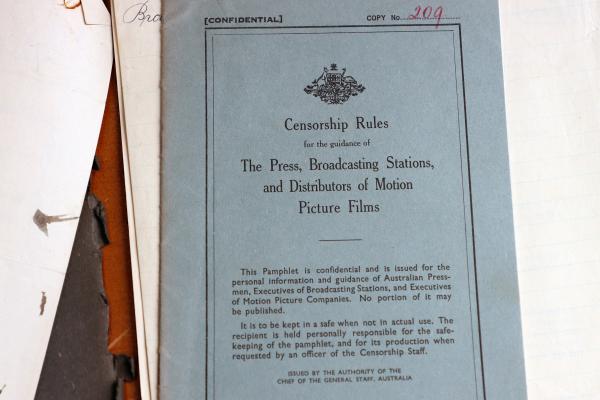 Bro
[CONFIDENTIAL] COPY No. 209
Censorship Rules
for the guidance of
The Press, Broadcasting Stations,
and Distributors of Motion
Picture Films
This Pamphlet is confidential and is issued for the
personal information and guidance of Australian Press-
men, Executives of Broadcasting Stations, and Executives
of Motion Picture Companies. No portion of it may
be published.
It is to be kept in a safe when not in actual use. The
recipient is held personally responsible for the safe-
keeping of the pamphlet, and for its production when
requested by an officer of the Censorship Staff.
ISSUED BY THE AUTHORITY OF THE
CHIEF OF THE GENERAL STAFF, AUSTRALIA